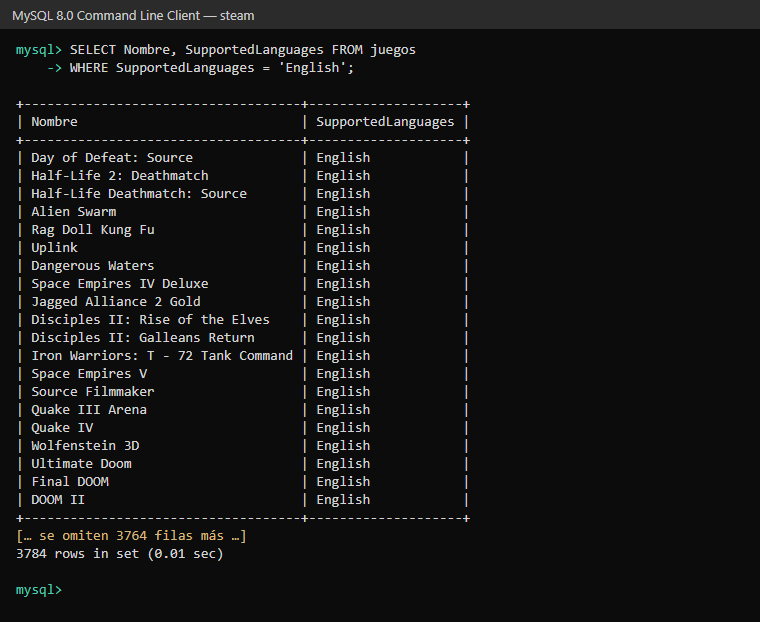 MySQL 8.0 Command Line Client — steam
mysql> SELECT Nombre, SupportedLanguages FROM juegos
    -> WHERE SupportedLanguages = 'English';
+------------------------------------+--------------------+
| Nombre                             | SupportedLanguages |
+------------------------------------+--------------------+
| Day of Defeat: Source              | English            |
| Half-Life 2: Deathmatch            | English            |
| Half-Life Deathmatch: Source       | English            |
| Alien Swarm                        | English            |
| Rag Doll Kung Fu                   | English            |
| Uplink                             | English            |
| Dangerous Waters                   | English            |
| Space Empires IV Deluxe            | English            |
| Jagged Alliance 2 Gold             | English            |
| Disciples II: Rise of the Elves    | English            |
| Disciples II: Galleans Return      | English            |
| Iron Warriors: T - 72 Tank Command | English            |
| Space Empires V                    | English            |
| Source Filmmaker                   | English            |
| Quake III Arena                    | English            |
| Quake IV                           | English            |
| Wolfenstein 3D                     | English            |
| Ultimate Doom                      | English            |
| Final DOOM                         | English            |
| DOOM II                            | English            |
+------------------------------------+--------------------+
[… se omiten 3764 filas más …]
3784 rows in set (0.01 sec)
mysql>